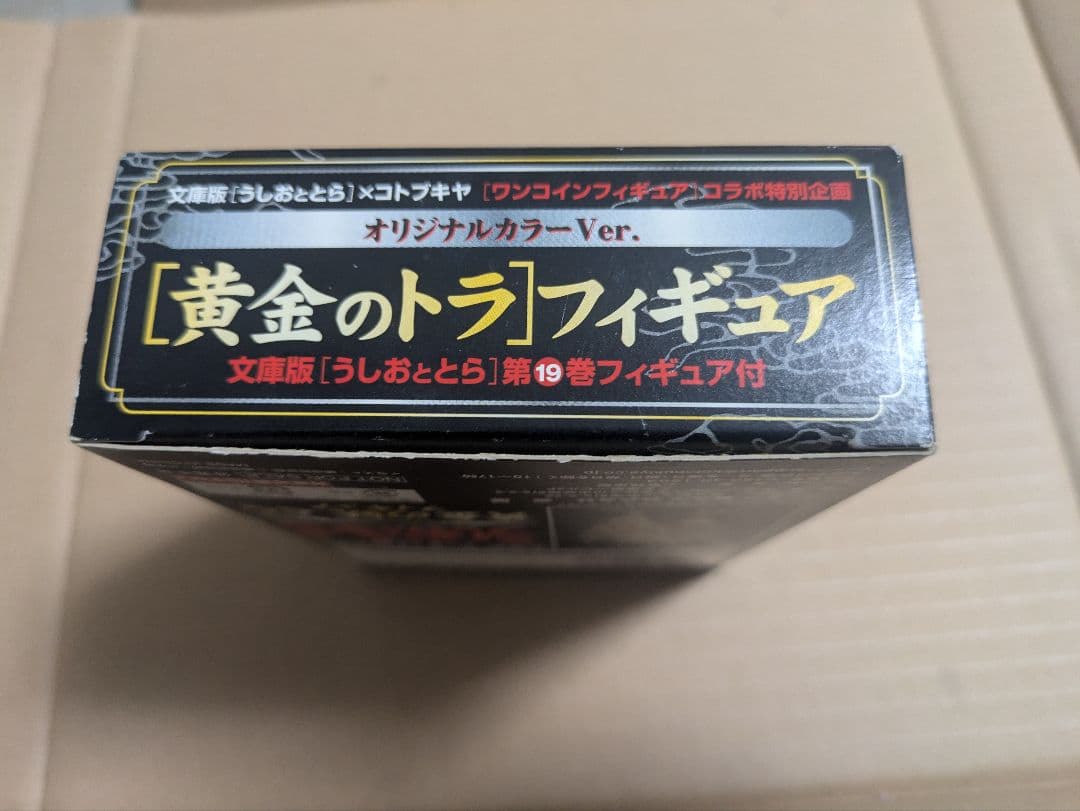 文庫版[うしおととら]×コトブキヤ [ワンコインフィギュア]コラボ特別企画
オリジナルカラーVer.
[黄金のトラ]フィギュア
文庫版[うしおととら]第19巻フィギュア付